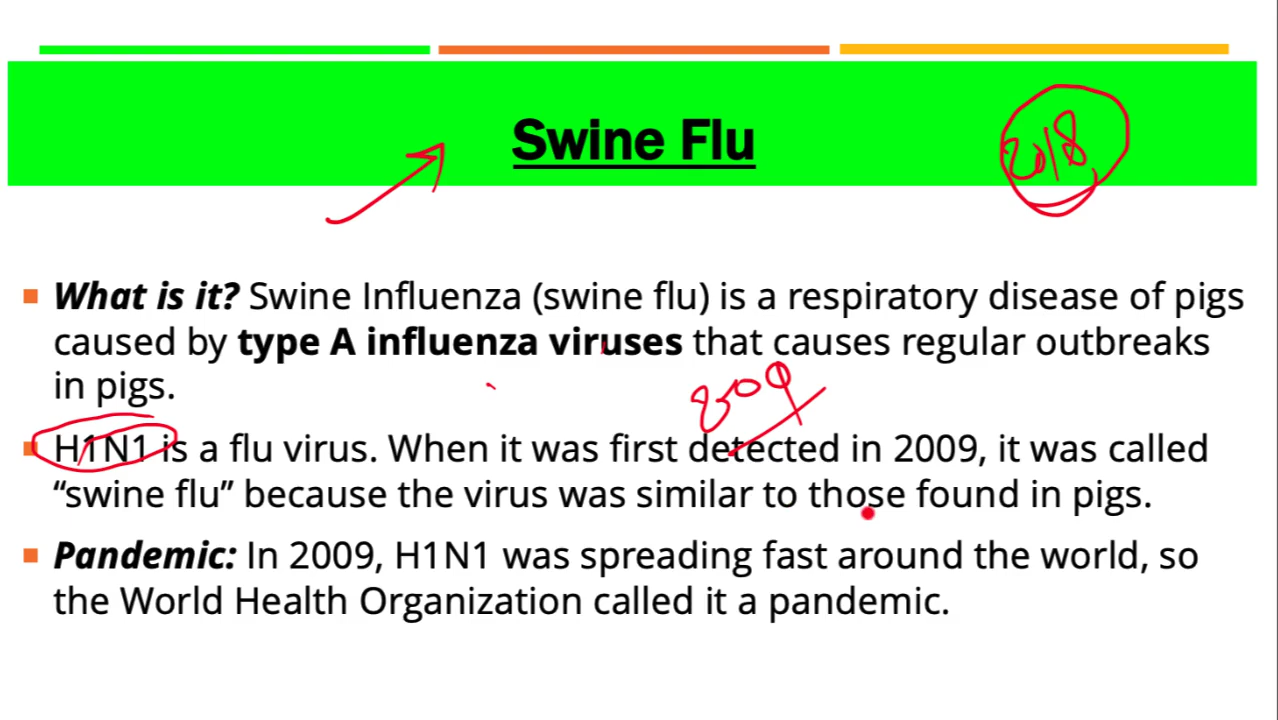 Swine Flu
2018
What is it? Swine Influenza (swine flu) is a respiratory disease of pigs
caused by type A influenza viruses that causes regular outbreaks
in pigs.
2009
H1N1 is a flu virus. When it was first detected in 2009, it was called
“swine flu” because the virus was similar to those found in pigs.
Pandemic: In 2009, H1N1 was spreading fast around the world, so
the World Health Organization called it a pandemic.